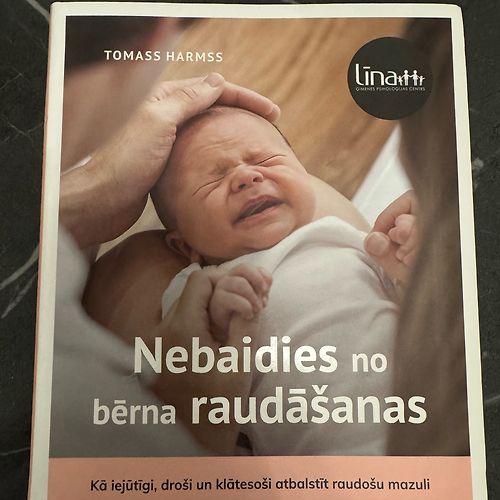 TOMASS HARMSS
līna
ĢIMENES PSIHOLOĢIJAS CENTRS
Nebaidies no
bērna raudāšanas
Kā iejūtīgi, droši un klātesoši atbalstīt raudošu mazuli